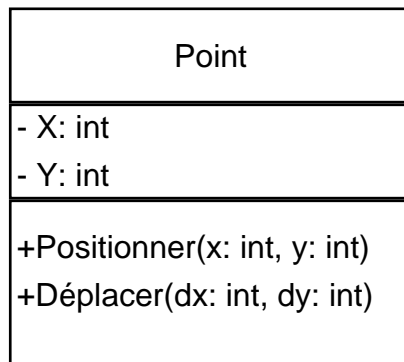 Point
- X: int
- Y: int
+Positionner(x: int, y: int)
+Déplacer(dx: int, dy: int)